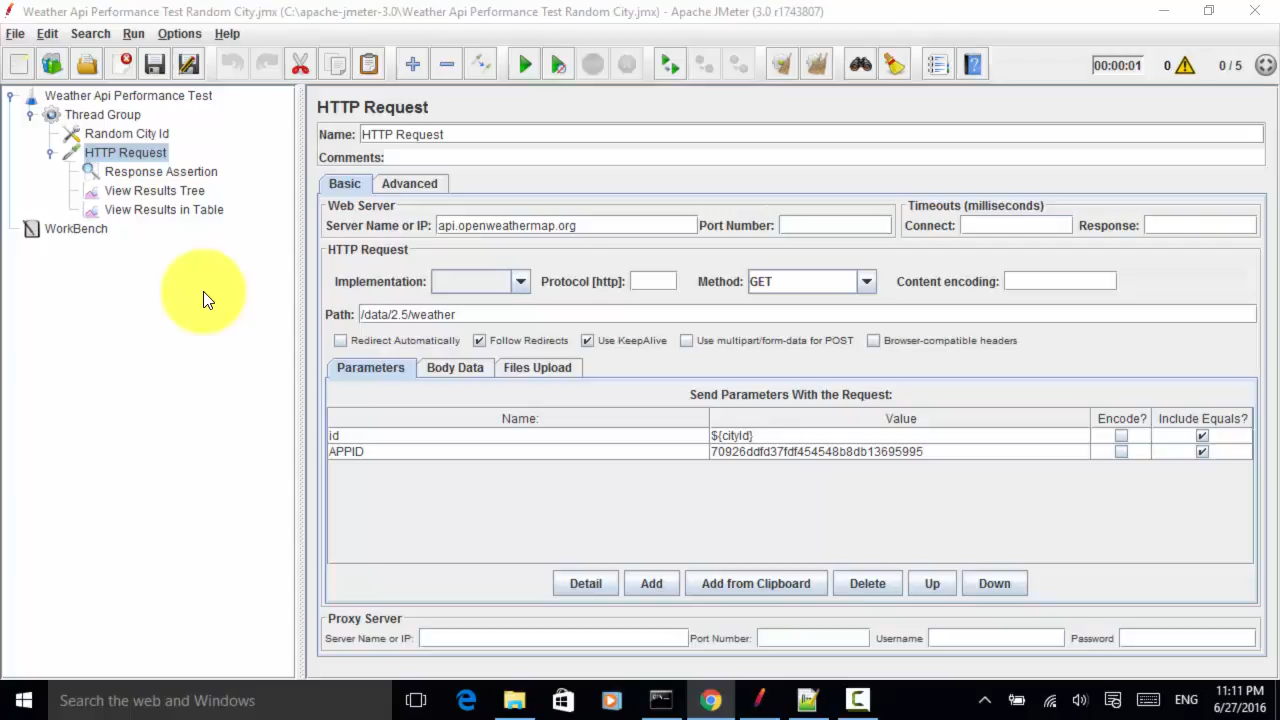 Weather Api Performance Test Random City.jmx (C:\apache-jmeter-3.0\Weather Api Performance Test Random City.jmx) - Apache JMeter (3.0 r1743807)
File Edit Search Run Options Help
00:00:01 0 0 / 5
Weather Api Performance Test
Thread Group
Random City Id
HTTP Request
Response Assertion
View Results Tree
View Results in Table
WorkBench
HTTP Request
Name: HTTP Request
Comments:
Basic Advanced
Web Server Timeouts (milliseconds)
Server Name or IP: api.openweathermap.org Port Number: Connect: Response:
HTTP Request
Implementation: Protocol [http]: Method: GET Content encoding:
Path: /data/2.5/weather
Redirect Automatically Follow Redirects Use KeepAlive Use multipart/form-data for POST Browser-compatible headers
Parameters Body Data Files Upload
Send Parameters With the Request:
Name: Value Encode? Include Equals?
id ${cityId}
APPID 70926ddfd37fdf454548b8db13695995
Detail Add Add from Clipboard Delete Up Down
Proxy Server
Server Name or IP: Port Number: Username Password
Search the web and Windows ENG 11:11 PM
6/27/2016